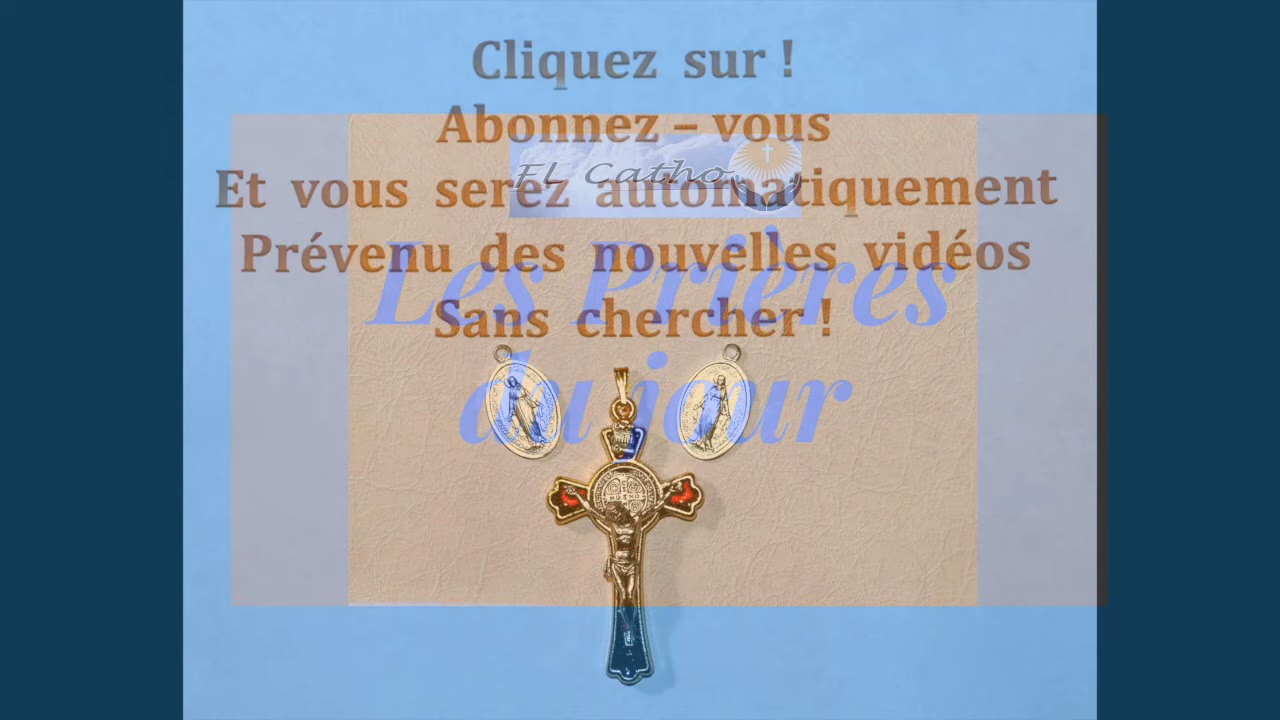 Cliquez sur !
Abonnez – vous
FL Catho
Et vous serez automatiquement
Prévenu des nouvelles vidéos
Les Prières
Sans chercher !
du jour